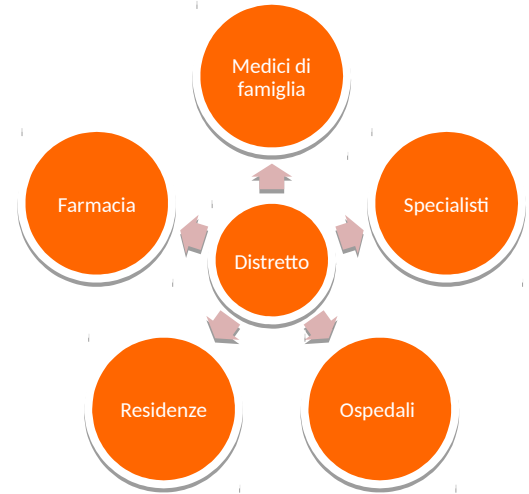 Medici di
famiglia
Farmacia
Specialisti
Distretto
Residenze
Ospedali